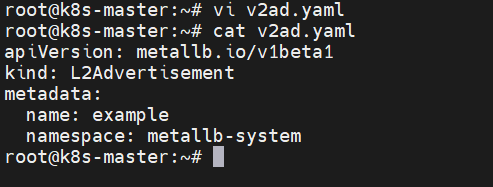 root@k8s-master:~# vi v2ad.yaml
root@k8s-master:~# cat v2ad.yaml
apiVersion: metallb.io/v1beta1
kind: L2Advertisement
metadata:
  name: example
  namespace: metallb-system
root@k8s-master:~#